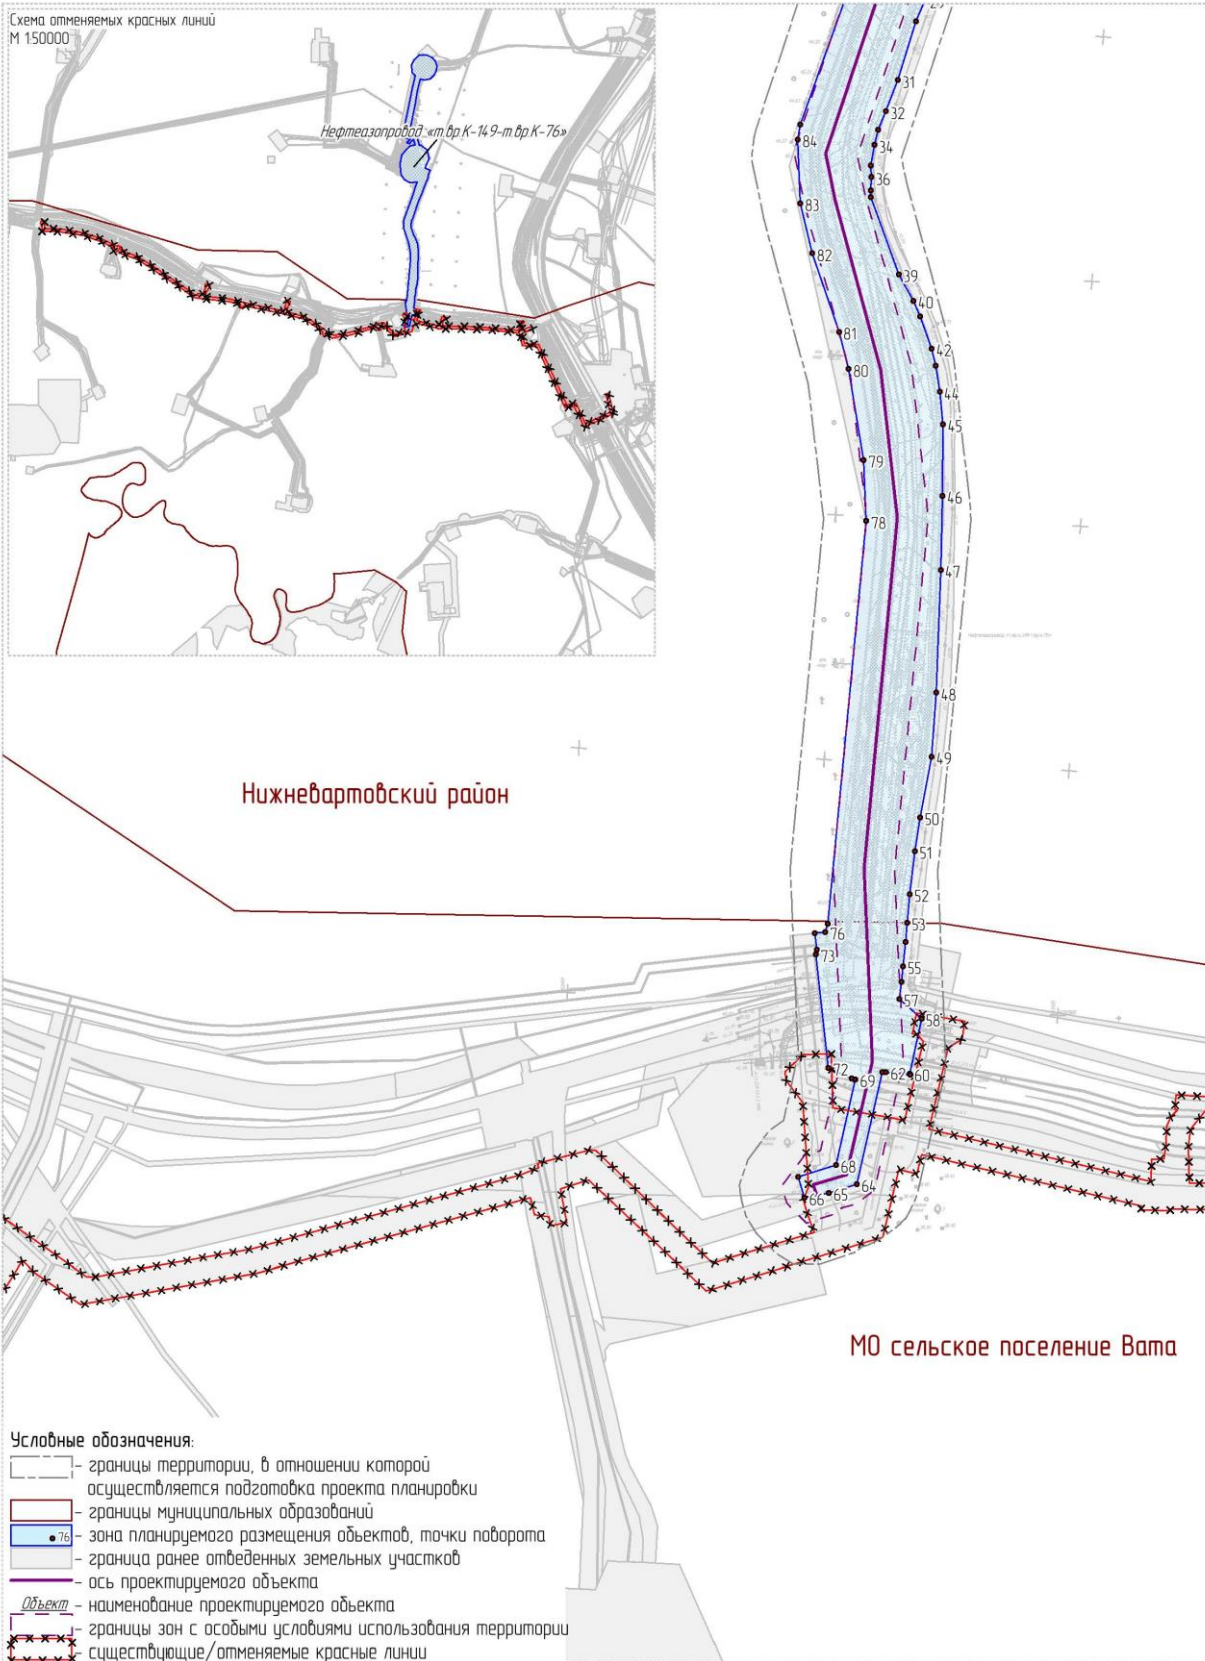 Схема отменяемых красных линий
М 1:50000
Нефтегазопровод «т.вр.К-149-т.вр.К-76»
31
32
34
84
36
83
82
39
40
81
42
80
44
45
79
46
78
47
48
49
Нижневартовский район
50
51
52
53
76
73
55
57
58
72
69
62
60
68
64
65
66
МО сельское поселение Вата
Условные обозначения:
- границы территории, в отношении которой
осуществляется подготовка проекта планировки
- границы муниципальных образований
76 - зона планируемого размещения объектов, точки поворота
- граница ранее отведенных земельных участков
- ось проектируемого объекта
Объект - наименование проектируемого объекта
- границы зон с особыми условиями использования территории
- существующие/отменяемые красные линии